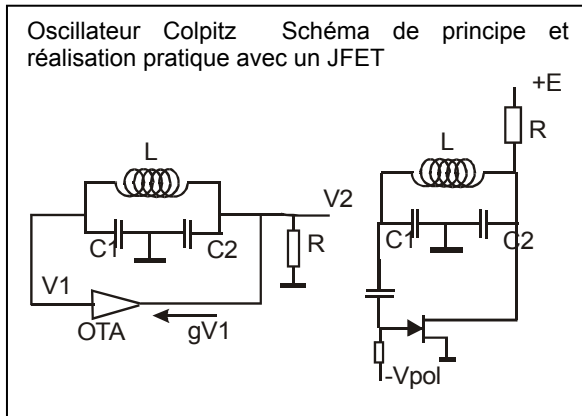 Oscillateur Colpitz Schéma de principe et
réalisation pratique avec un JFET
+E
R
L
L
V2
C1
C2
R
C1
C2
V1
OTA
gV1
-Vpol